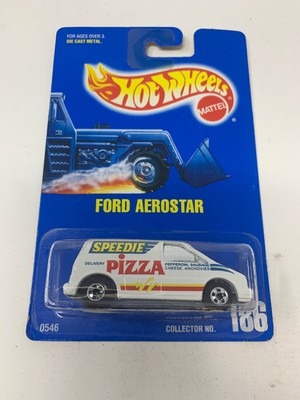 FOR AGES OVER 3.
DIE CAST METAL.
Hot Wheels
MATTEL
FORD AEROSTAR
SPEEDIE
DELIVERY
PIZZA
PEPPERONI, SAUSAGE
CHEESE, ANCHOVIES
0546
COLLECTOR NO.
186